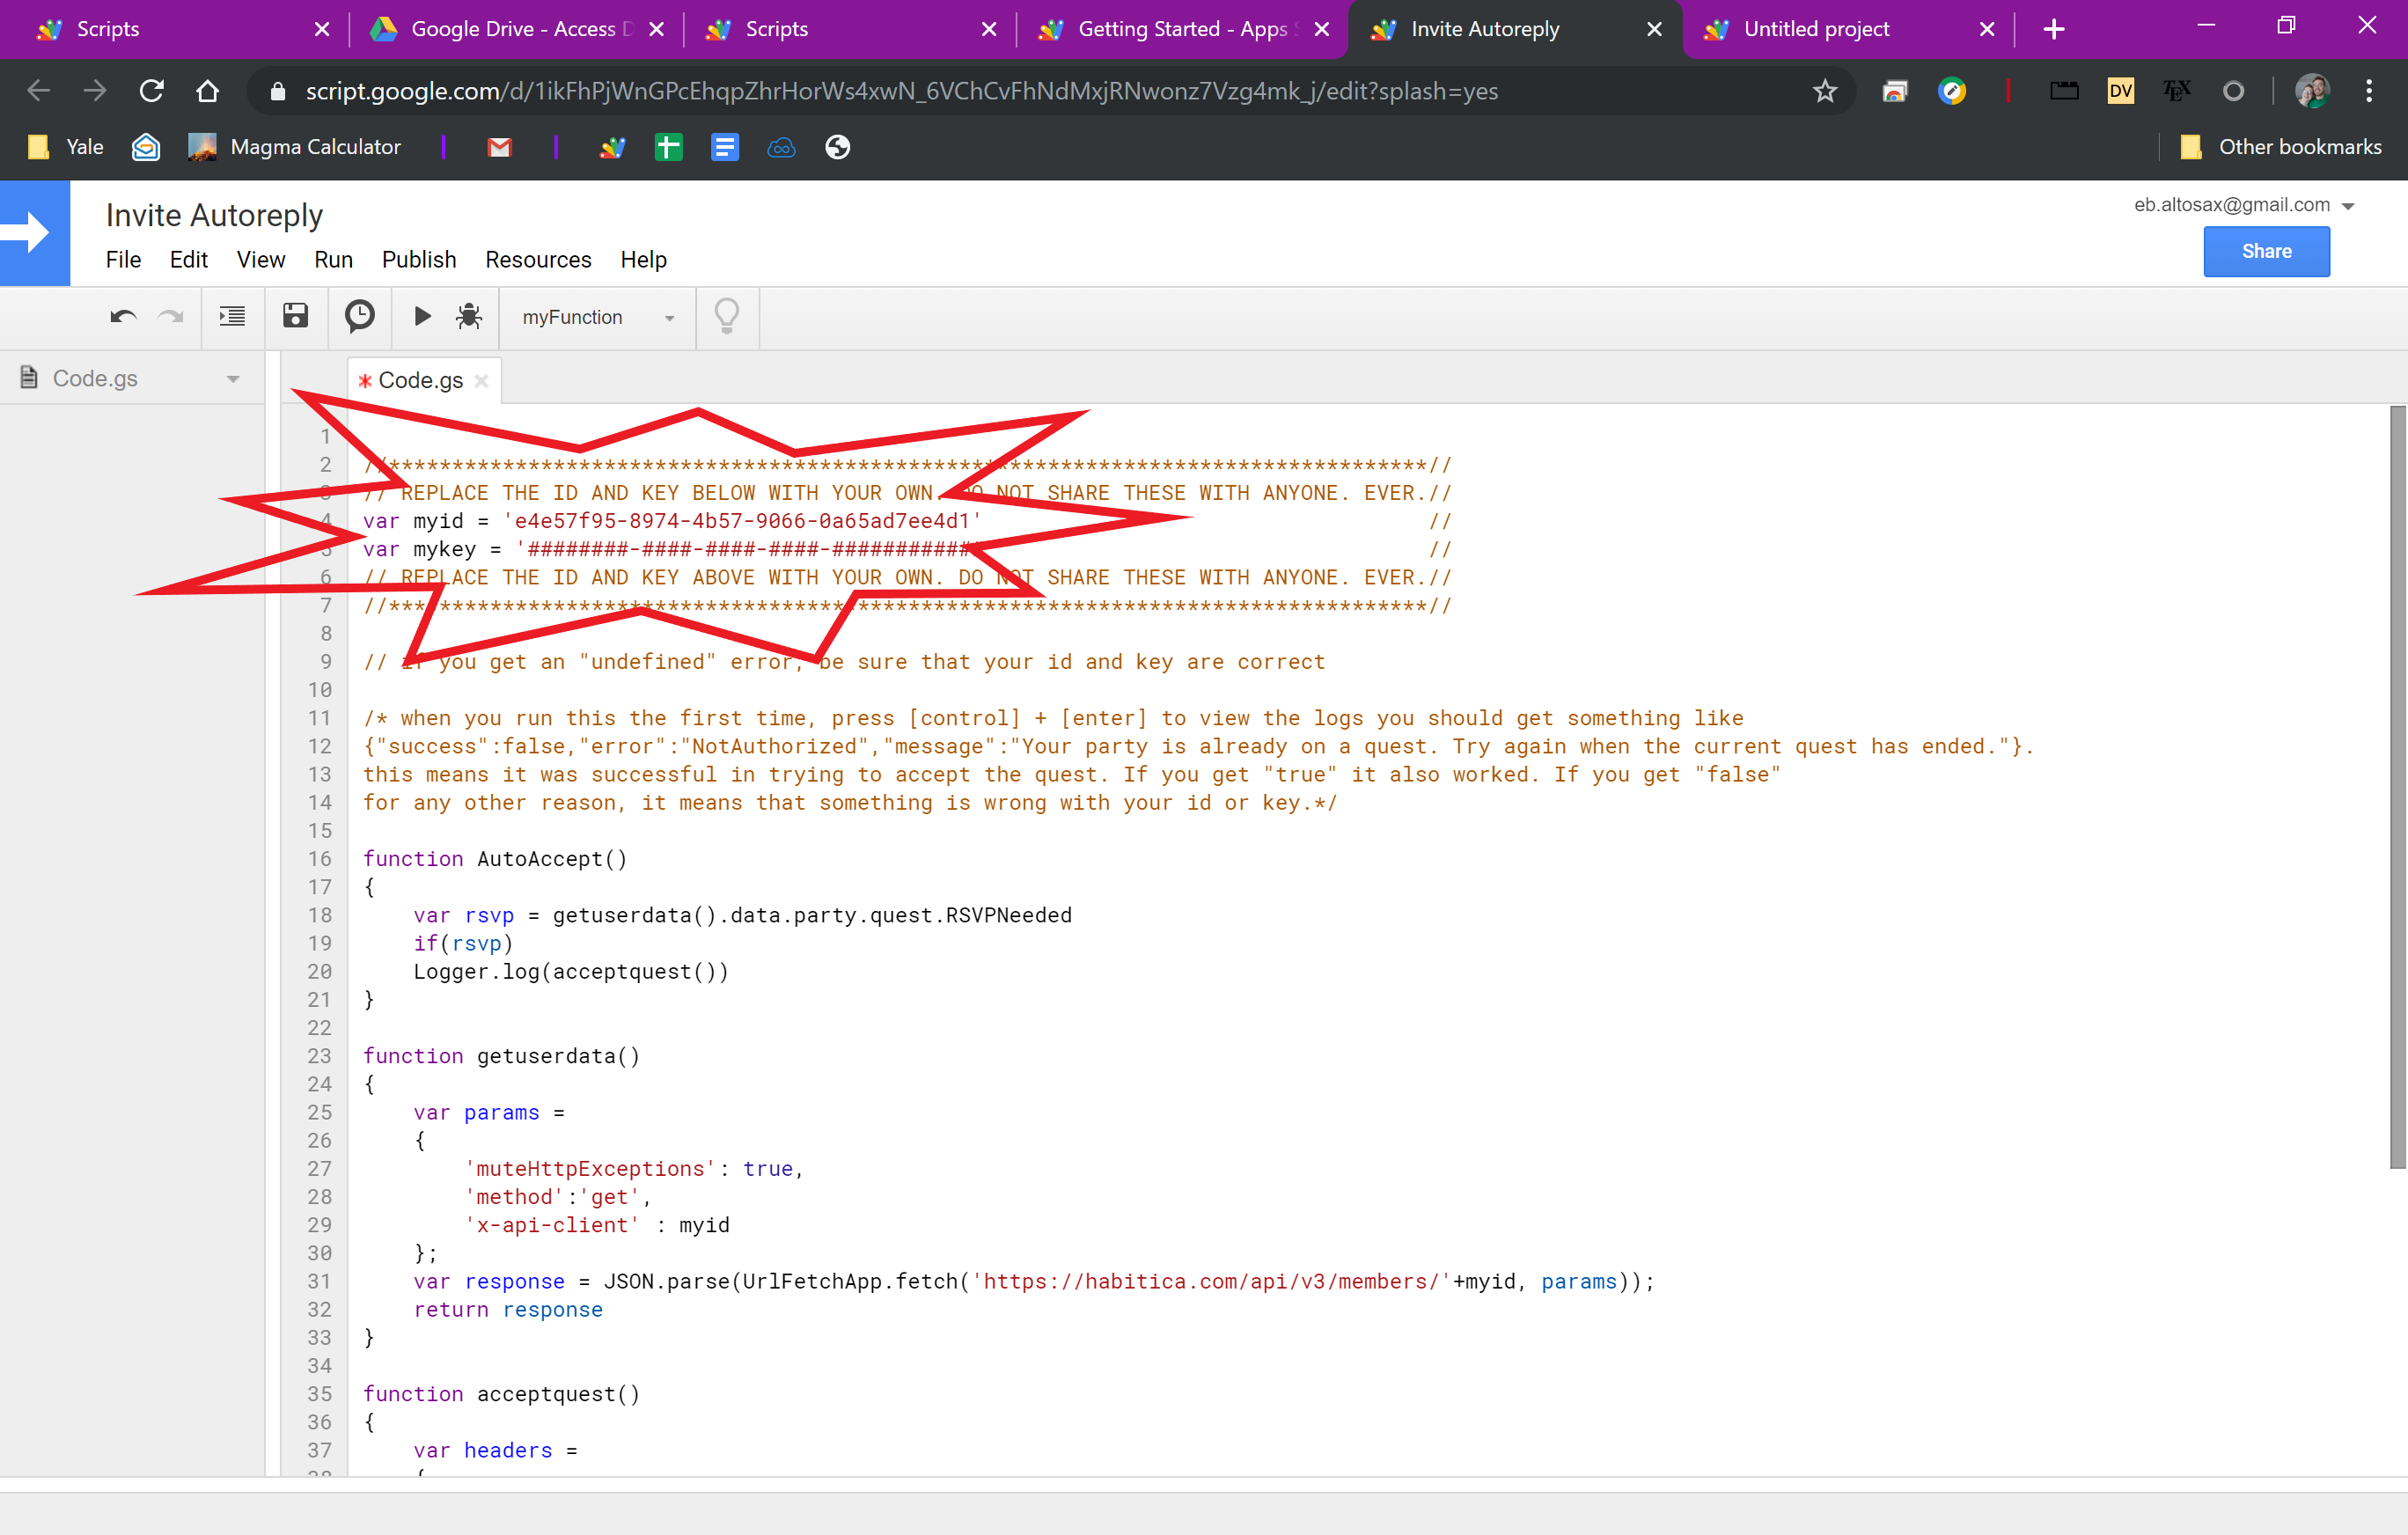 Scripts
Google Drive - Access D
Scripts
Getting Started - Apps S
Invite Autoreply
Untitled project
script.google.com/d/1ikFhPjWnGPcEhqpZhrHorWs4xwN_6VChCvFhNdMxjRNwonz7Vzg4mk_j/edit?splash=yes
DV
TEX
Yale
Magma Calculator
Other bookmarks
Invite Autoreply
eb.altosax@gmail.com
File Edit View Run Publish Resources Help
Share
myFunction
Code.gs
* Code.gs
1
2 //**********************************************************************************//
3 // REPLACE THE ID AND KEY BELOW WITH YOUR OWN. DO NOT SHARE THESE WITH ANYONE. EVER.//
4 var myid = 'e4e57f95-8974-4b57-9066-0a65ad7ee4d1' //
5 var mykey = '########-####-####-####-############ //
6 // REPLACE THE ID AND KEY ABOVE WITH YOUR OWN. DO NOT SHARE THESE WITH ANYONE. EVER.//
7 //**********************************************************************************//
8
9 // if you get an "undefined" error, be sure that your id and key are correct
10
11 /* when you run this the first time, press [control] + [enter] to view the logs you should get something like
12 {"success":false,"error":"NotAuthorized","message":"Your party is already on a quest. Try again when the current quest has ended."}.
13 this means it was successful in trying to accept the quest. If you get "true" it also worked. If you get "false"
14 for any other reason, it means that something is wrong with your id or key.*/
15
16 function AutoAccept()
17 {
18 var rsvp = getuserdata().data.party.quest.RSVPNeeded
19 if(rsvp)
20 Logger.log(acceptquest())
21 }
22
23 function getuserdata()
24 {
25 var params =
26 {
27 'muteHttpExceptions': true,
28 'method':'get',
29 'x-api-client' : myid
30 };
31 var response = JSON.parse(UrlFetchApp.fetch('https://habitica.com/api/v3/members/'+myid, params));
32 return response
33 }
34
35 function acceptquest()
36 {
37 var headers =
38 {